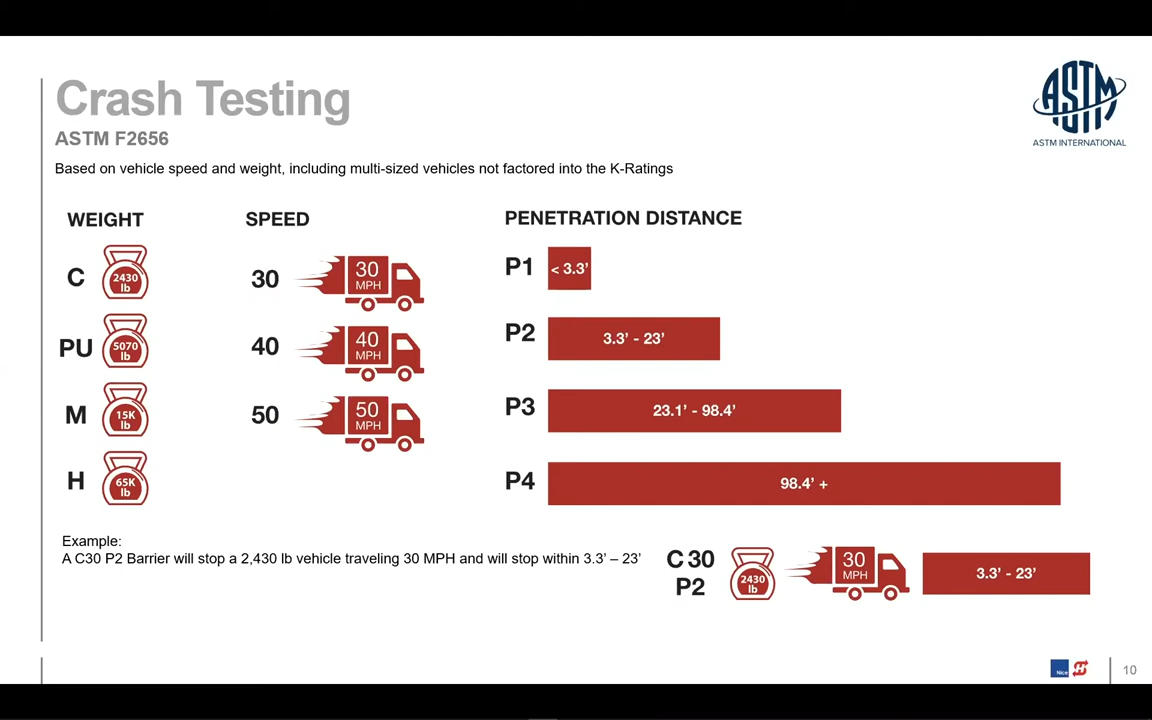 Crash Testing
ASTM F2656
Based on vehicle speed and weight, including multi-sized vehicles not factored into the K-Ratings
ASTM
ASTM INTERNATIONAL
WEIGHT
C
2430
lb
PU
5070
lb
M
15K
lb
H
65K
lb
SPEED
30
30
MPH
40
40
MPH
50
50
MPH
PENETRATION DISTANCE
P1
< 3.3’
P2
3.3’ - 23’
P3
23.1’ - 98.4’
P4
98.4’ +
Example:
A C30 P2 Barrier will stop a 2,430 lb vehicle traveling 30 MPH and will stop within 3.3’ – 23’
C 30
P2
2430
lb
30
MPH
3.3’ - 23’
Nice
H
10